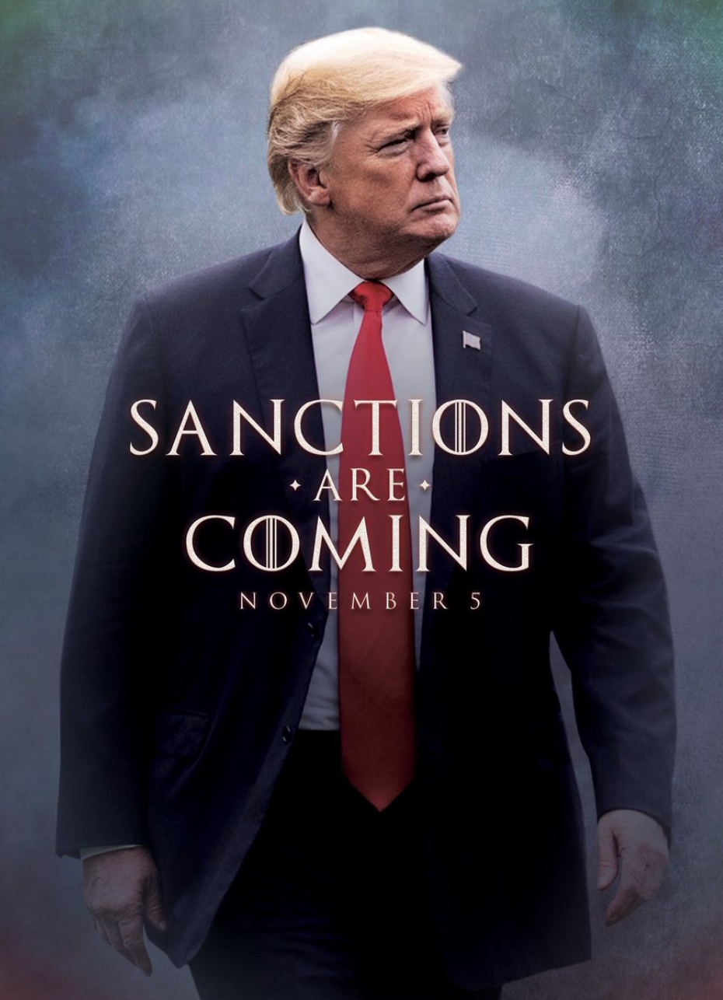 SANCTIONS
· ARE ·
COMING
NOVEMBER 5